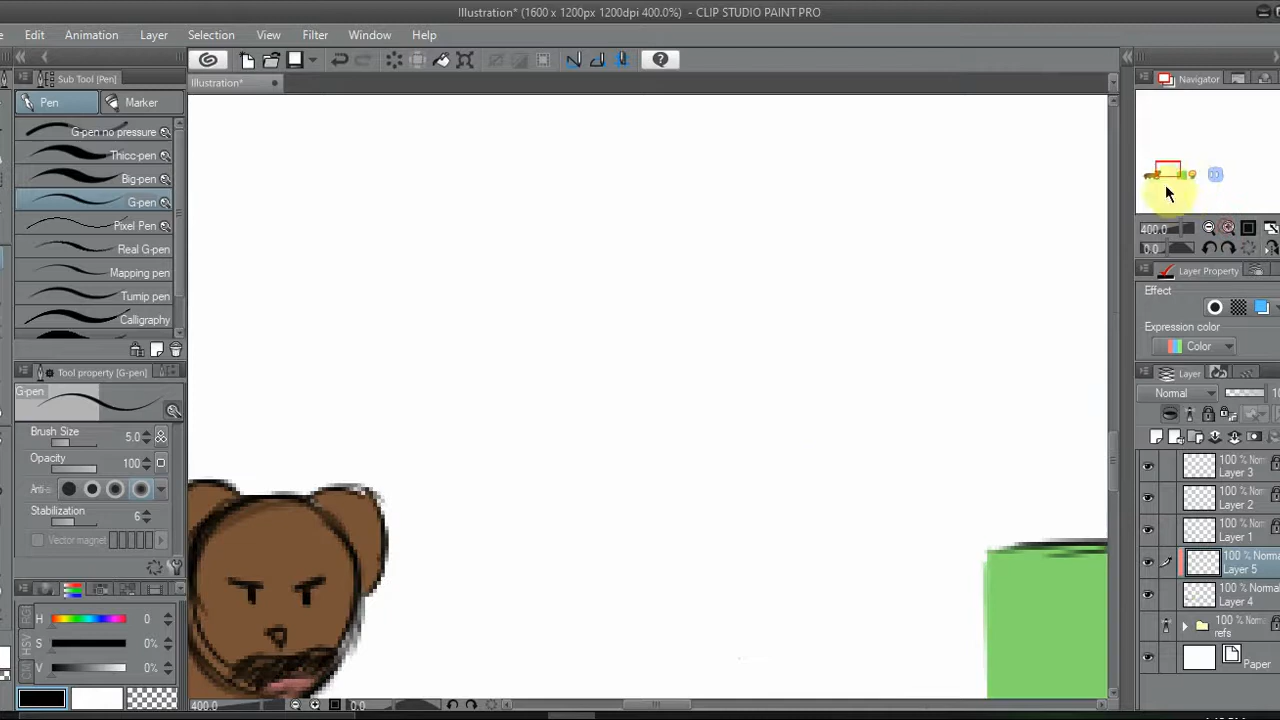 Illustration* (1600 x 1200px 1200dpi 400.0%) - CLIP STUDIO PAINT PRO
Edit Animation Layer Selection View Filter Window Help
Sub Tool [Pen]
Illustration*
Navigator
Pen Marker
G-pen no pressure
Thicc-pen
Big-pen
G-pen
Pixel Pen
Real G-pen
Mapping pen
Turnip pen
Calligraphy
400.0
0.0
Layer Property
Effect
Expression color
Color
Tool property [G-pen]
G-pen
Brush Size 5.0
Opacity 100
Anti-
Stabilization 6
Vector magnet
Layer
Normal
100 % Norm
Layer 3
100 % Norm
Layer 2
100 % Norm
Layer 1
100 % Normal
Layer 5
100 % Normal
Layer 4
100 % Norm
refs
Paper
H 0
S 0%
V 0%
400.0 0.0